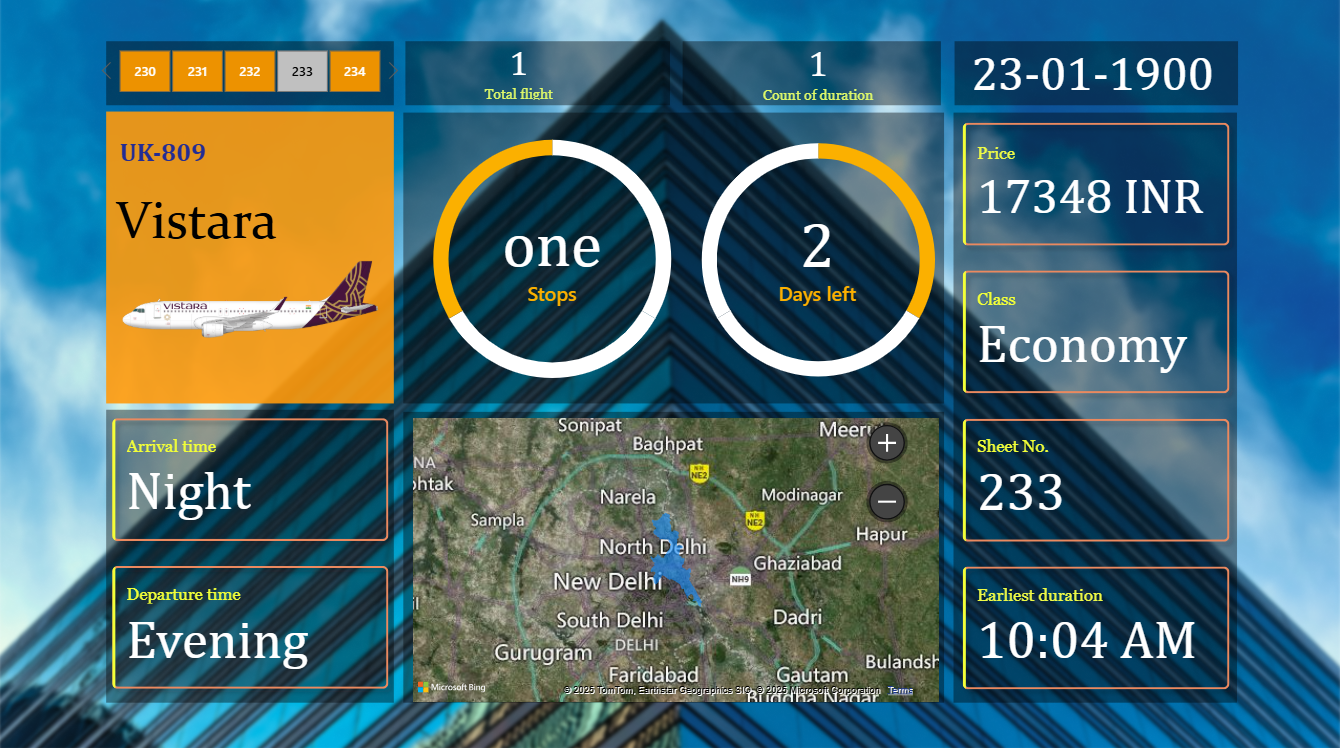 230 231 232 233 234
1
Total flight
1
Count of duration
23-01-1900
UK-809
Vistara
VISTARA
one
Stops
2
Days left
Price
17348 INR
Class
Economy
Arrival time
Night
Departure time
Evening
Sonipat
Baghpat
Meeru
NA
ohtak
NH
NE2
Narela
Modinagar
Sampla
NH
NE2
Hapur
North Delhi
Ghaziabad
New Delhi
NH9
il
South Delhi
Dadri
DELHI
Gurugram
Bulandsh
Faridabad
Gautam
Buddha Nagar
Microsoft Bing
© 2025 TomTom, Earthstar Geographics SIO, © 2025 Microsoft Corporation Terms
Sheet No.
233
Earliest duration
10:04 AM